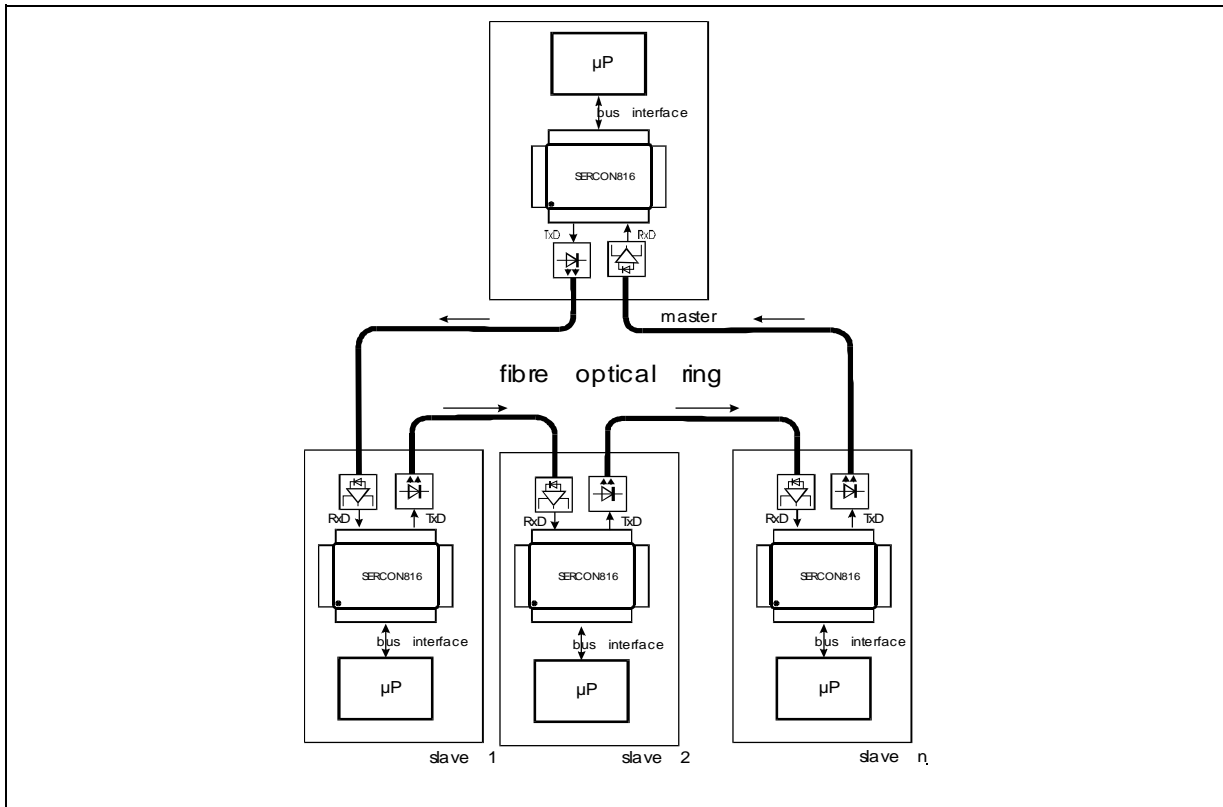 µP
bus interface
SERCON816
TxD RxD
master
fibre optical ring
RxD TxD
SERCON816
bus interface
µP
slave 1
RxD TxD
SERCON816
bus interface
µP
slave 2
RxD TxD
SERCON816
bus interface
µP
slave n